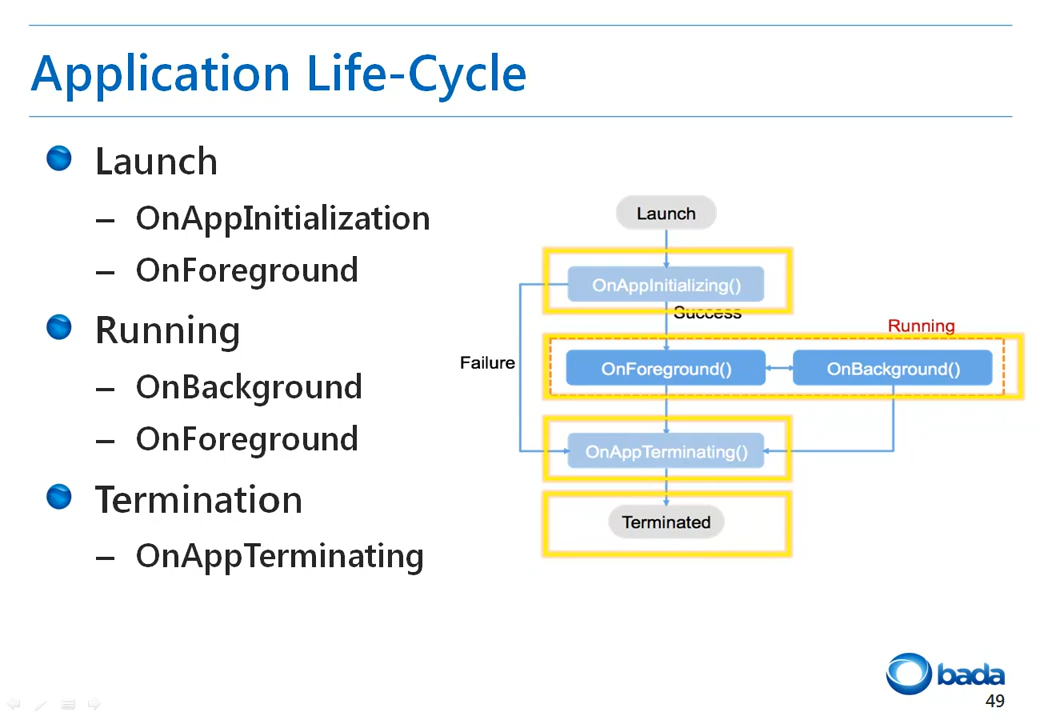 Application Life-Cycle
Launch
– OnAppInitialization
– OnForeground
Running
– OnBackground
– OnForeground
Termination
– OnAppTerminating
Launch
OnAppInitializing()
Success
Running
Failure
OnForeground()
OnBackground()
OnAppTerminating()
Terminated
bada
49